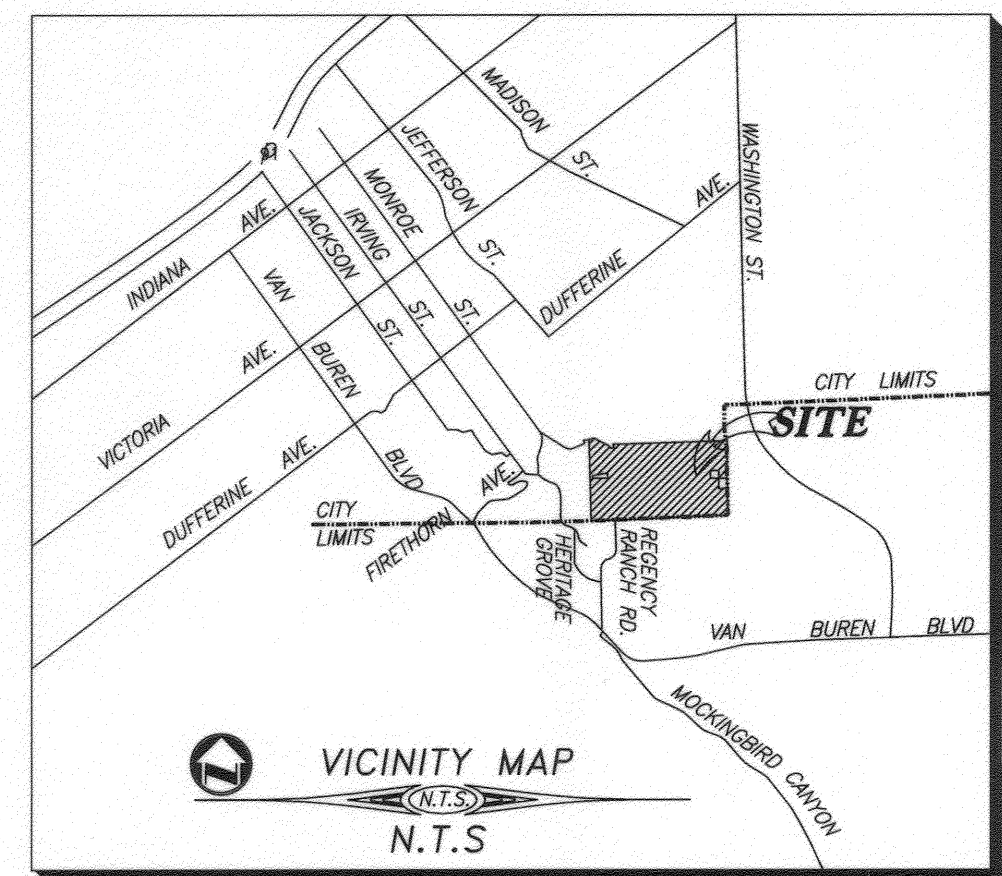 MADISON ST.
JEFFERSON ST.
WASHINGTON ST.
91
MONROE ST.
IRVING ST.
JACKSON ST.
INDIANA AVE.
DUFFERINE AVE.
VAN BUREN BLVD
VICTORIA AVE.
DUFFERINE AVE.
CITY LIMITS
SITE
CITY
LIMITS
FIRETHORN AVE.
HERITAGE
GROVE
REGENCY
RANCH RD.
VAN BUREN BLVD
MOCKINGBIRD CANYON
VICINITY MAP
N.T.S.
N.T.S